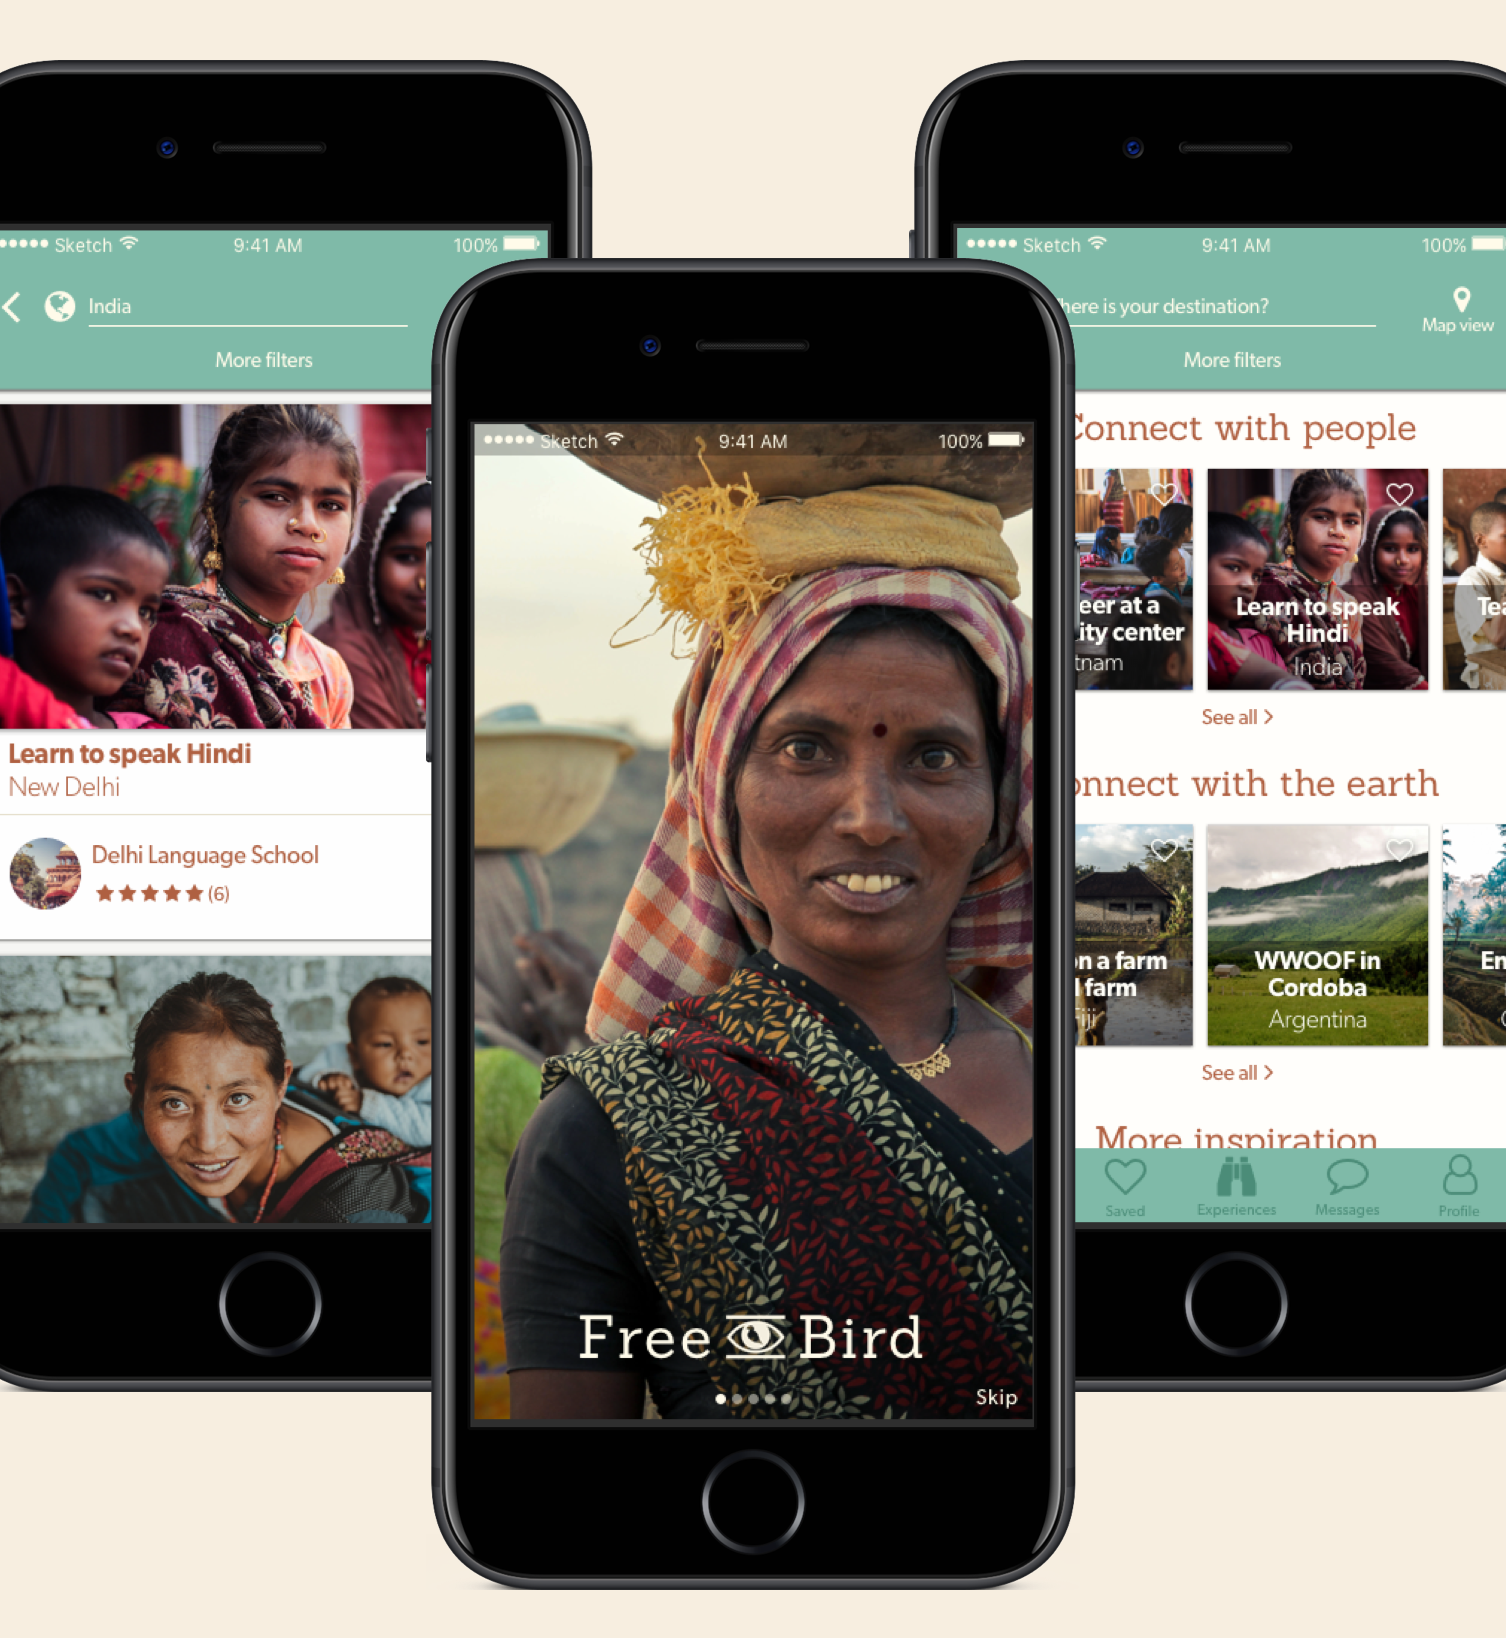 Sketch 9:41 AM 100%
India
More filters
Learn to speak Hindi
New Delhi
Delhi Language School
(6)
Sketch 9:41 AM 100%
Free Bird
Skip
Sketch 9:41 AM 100%
here is your destination?
Map view
More filters
Connect with people
eer at a
ity center
tnam
Learn to speak
Hindi
India
Tea
See all >
onnect with the earth
n a farm
l farm
Fiji
WWOOF in
Cordoba
Argentina
En
See all >
More inspiration
Saved
Experiences
Messages
Profile